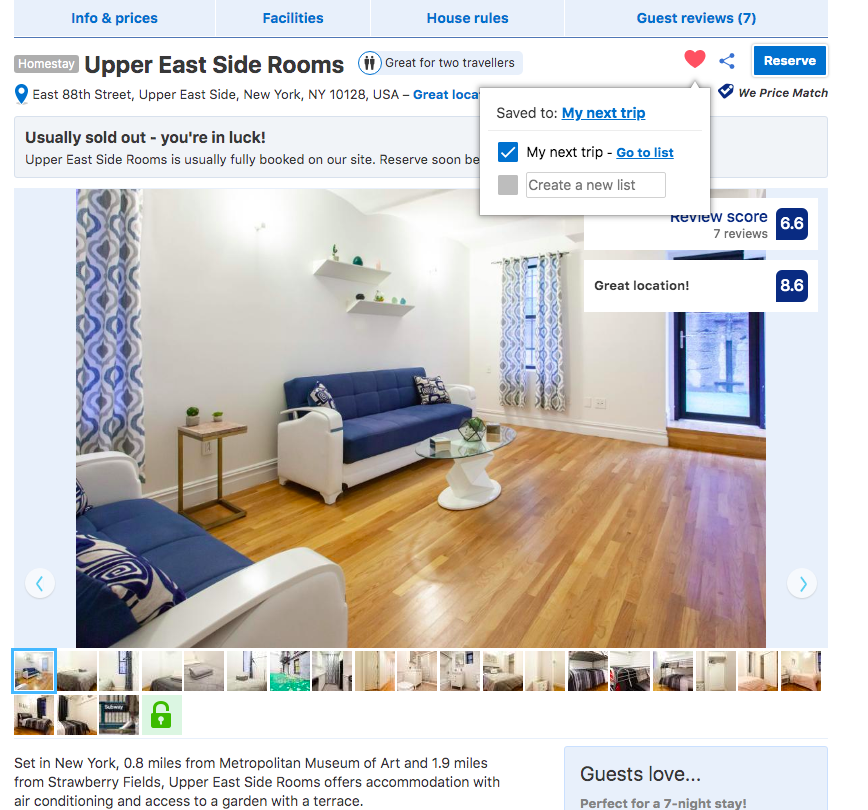 Info & prices
Facilities
House rules
Guest reviews (7)
Homestay Upper East Side Rooms
Great for two travellers
Reserve
East 88th Street, Upper East Side, New York, NY 10128, USA – Great loca
We Price Match
Saved to: My next trip
My next trip - Go to list
Create a new list
Usually sold out - you're in luck!
Upper East Side Rooms is usually fully booked on our site. Reserve soon be
Review score
7 reviews
6.6
Great location!
8.6
Subway
Set in New York, 0.8 miles from Metropolitan Museum of Art and 1.9 miles
from Strawberry Fields, Upper East Side Rooms offers accommodation with
air conditioning and access to a garden with a terrace.
Guests love...
Perfect for a 7-night stay!